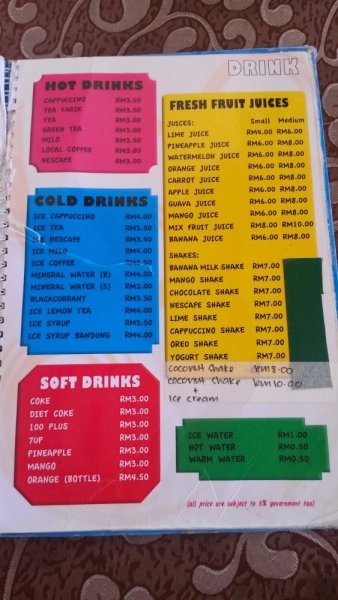 DRINK
HOT DRINKS
CAPPUCCINO RM3.50
TEA TARIK RM3.50
TEA RM3.00
GREEN TEA RM3.00
MILO RM3.50
LOCAL COFFEE RM3.00
NESCAFE RM3.00
COLD DRINKS
ICE CAPPUCINO RM4.00
ICE TEA RM3.50
ICE NESCAFE RM3.50
ICE MILO RM4.00
ICE COFFEE RM3.50
MINERAL WATER (B) RM4.00
MINERAL WATER (S) RM2.00
BLACKCURRANT RM3.50
ICE LEMON TEA RM4.00
ICE SYRUP RM3.50
ICE SYRUP BANDUNG RM4.00
SOFT DRINKS
COKE RM3.00
DIET COKE RM3.00
100 PLUS RM3.00
7UP RM3.00
PINEAPPLE RM3.00
MANGO RM3.00
ORANGE (BOTTLE) RM4.50
FRESH FRUIT JUICES
JUICES: Small Medium
LIME JUICE RM4.00 RM6.00
PINEAPPLE JUICE RM6.00 RM8.00
WATERMELON JUICE RM6.00 RM8.00
ORANGE JUICE RM6.00 RM8.00
CARROT JUICE RM6.00 RM8.00
APPLE JUICE RM6.00 RM8.00
GUAVA JUICE RM6.00 RM8.00
MANGO JUICE RM6.00 RM8.00
MIX FRUIT JUICE RM8.00 RM10.00
BANANA JUICE RM6.00 RM8.00
SHAKES:
BANANA MILK SHAKE RM7.00
MANGO SHAKE RM7.00
CHOCOLATE SHAKE RM7.00
NESCAFE SHAKE RM7.00
LIME SHAKE RM7.00
CAPPUCCINO SHAKE RM7.00
OREO SHAKE RM7.00
YOGURT SHAKE RM7.00
COCONUT Shake RM8.00
COCONUT Shake RM10.00
+
Ice cream
ICE WATER RM1.00
HOT WATER RM0.50
WARM WATER RM0.50
(all price are subject to 5% government tax)